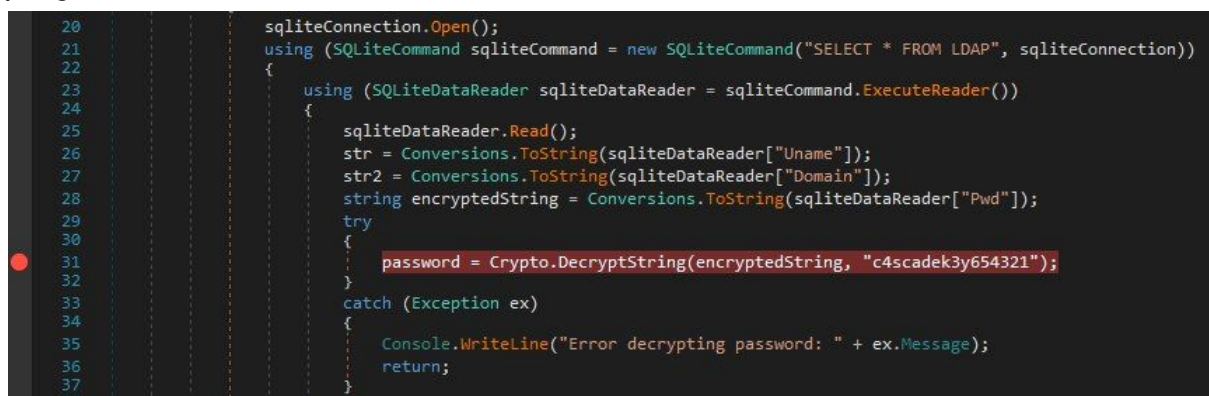 20 sqliteConnection.Open();
21 using (SQLiteCommand sqliteCommand = new SQLiteCommand("SELECT * FROM LDAP", sqliteConnection))
22 {
23 using (SQLiteDataReader sqliteDataReader = sqliteCommand.ExecuteReader())
24 {
25 sqliteDataReader.Read();
26 str = Conversions.ToString(sqliteDataReader["Uname"]);
27 str2 = Conversions.ToString(sqliteDataReader["Domain"]);
28 string encryptedString = Conversions.ToString(sqliteDataReader["Pwd"]);
29 try
30 {
31 password = Crypto.DecryptString(encryptedString, "c4scadek3y654321");
32 }
33 catch (Exception ex)
34 {
35 Console.WriteLine("Error decrypting password: " + ex.Message);
36 return;
37 }